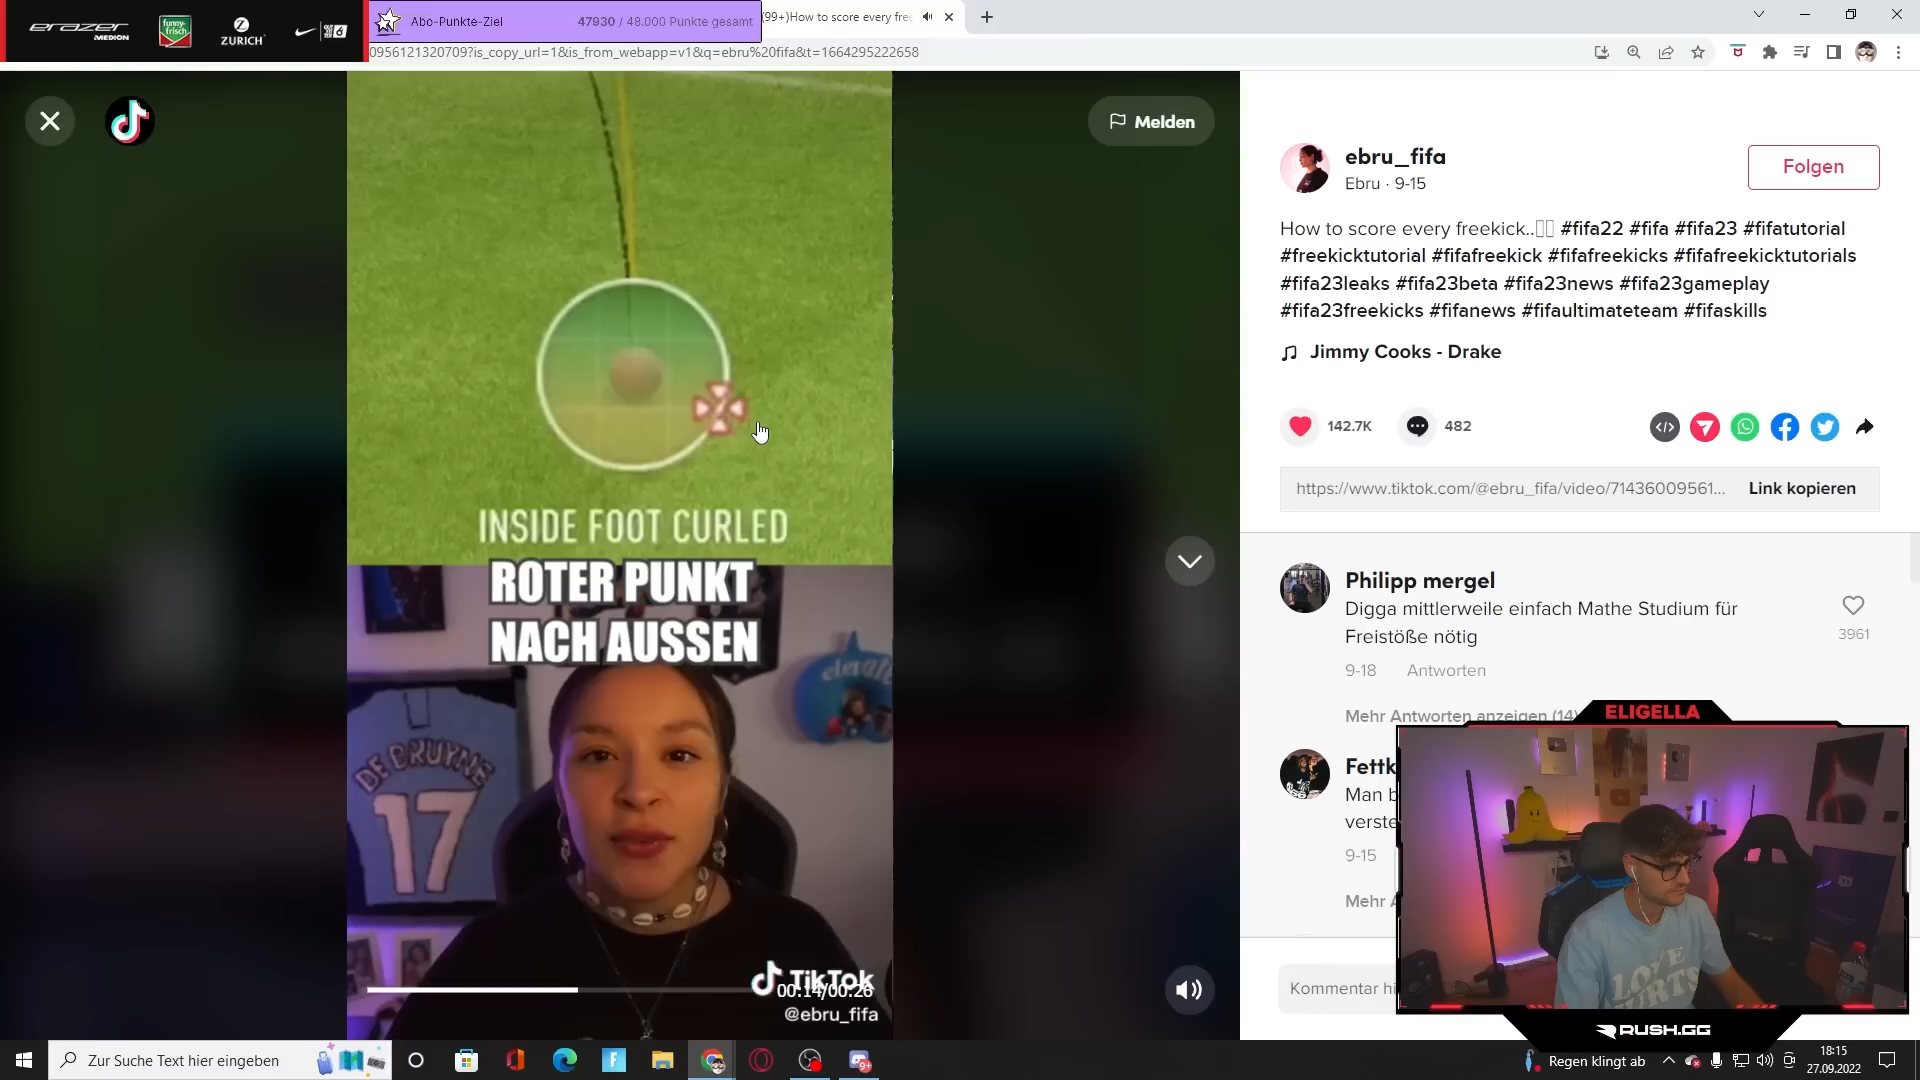 erazer
MEDION
funny-frisch
ZURICH
Abo-Punkte-Ziel
47930 / 48.000 Punkte gesamt
(99+)How to score every free
0956121320709?is_copy_url=1&is_from_webapp=v1&q=ebru%20fifa&t=1664295222658
Melden
ebru_fifa
Ebru · 9-15
Folgen
How to score every freekick.. #fifa22 #fifa #fifa23 #fifatutorial
#freekicktutorial #fifafreekick #fifafreekicks #fifafreekicktutorials
#fifa23leaks #fifa23beta #fifa23news #fifa23gameplay
#fifa23freekicks #fifanews #fifaultimateteam #fifaskills
Jimmy Cooks - Drake
142.7K
482
https://www.tiktok.com/@ebru_fifa/video/71436009561...
Link kopieren
Philipp mergel
Digga mittlerweile einfach Mathe Studium für
Freistöße nötig
3961
9-18 Antworten
Mehr Antworten anzeigen (14)
Fettk
Man b
verste
9-15
Mehr A
Kommentar hi
INSIDE FOOT CURLED
ROTER PUNKT
NACH AUSSEN
DE BRUYNE
17
elevate
TikTok
00:14/00:26
@ebru_fifa
ELIGELLA
LOVE
HURTS
RUSH.GG
Zur Suche Text hier eingeben
Regen klingt ab
18:15
27.09.2022